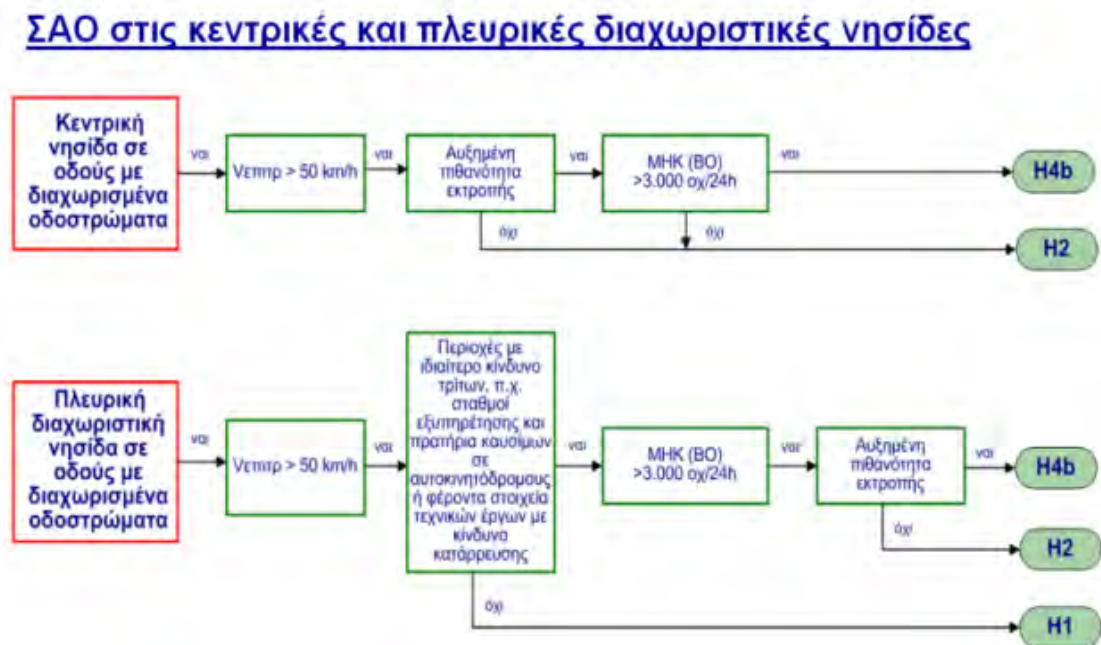 ΣΑΟ στις κεντρικές και πλευρικές διαχωριστικές νησίδες
Κεντρική
νησίδα σε
οδούς με
διαχωρισμένα
οδοστρώματα
ναι
Vεπιτρ > 50 km/h
ναι
Αυξημένη
πιθανότητα
εκτροπής
ναι
ΜΗΚ (ΒΟ)
>3.000 οχ/24h
ναι
H4b
όχι
όχι
H2
Πλευρική
διαχωριστική
νησίδα σε
οδούς με
διαχωρισμένα
οδοστρώματα
ναι
Vεπιτρ > 50 km/h
ναι
Περιοχές με
ιδιαίτερο κίνδυνο
τρίτων, π.χ.
σταθμοί
εξυπηρέτησης και
πρατήρια καυσίμων
σε
αυτοκινητόδρομους
ή φέροντα στοιχεία
τεχνικών έργων με
κίνδυνο
κατάρρευσης
ναι
ΜΗΚ (ΒΟ)
>3.000 οχ/24h
ναι
Αυξημένη
πιθανότητα
εκτροπής
ναι
H4b
όχι
H2
όχι
H1